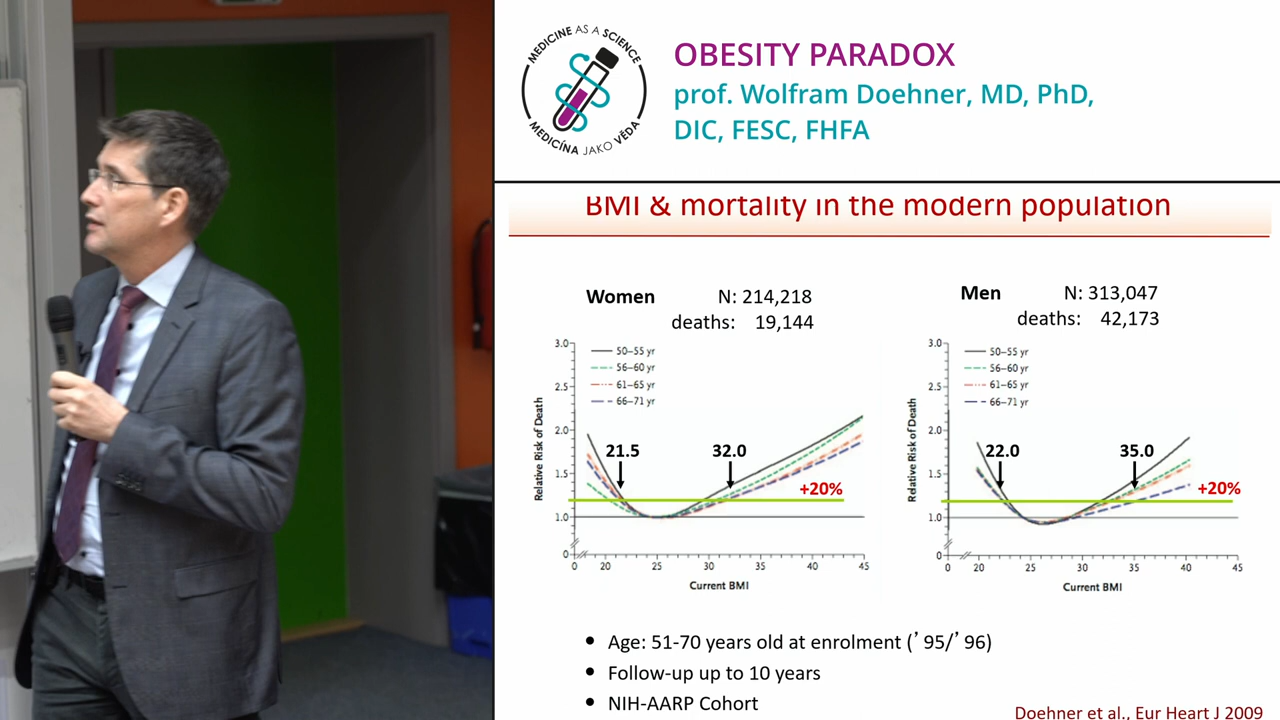 MEDICINE AS A SCIENCE
MEDICÍNA JAKO VĚDA
OBESITY PARADOX
prof. Wolfram Doehner, MD, PhD,
DIC, FESC, FHFA
BMI & mortality in the modern population
Women N: 214,218
deaths: 19,144
3.0
2.5
2.0
1.5
1.0
0
Relative Risk of Death
50–55 yr
56–60 yr
61–65 yr
66–71 yr
21.5
32.0
+20%
0 20 25 30 35 40 45
Current BMI
Men N: 313,047
deaths: 42,173
3.0
2.5
2.0
1.5
1.0
0
Relative Risk of Death
50–55 yr
56–60 yr
61–65 yr
66–71 yr
22.0
35.0
+20%
0 20 25 30 35 40 45
Current BMI
• Age: 51-70 years old at enrolment (’95/’96)
• Follow-up up to 10 years
• NIH-AARP Cohort
Doehner et al., Eur Heart J 2009